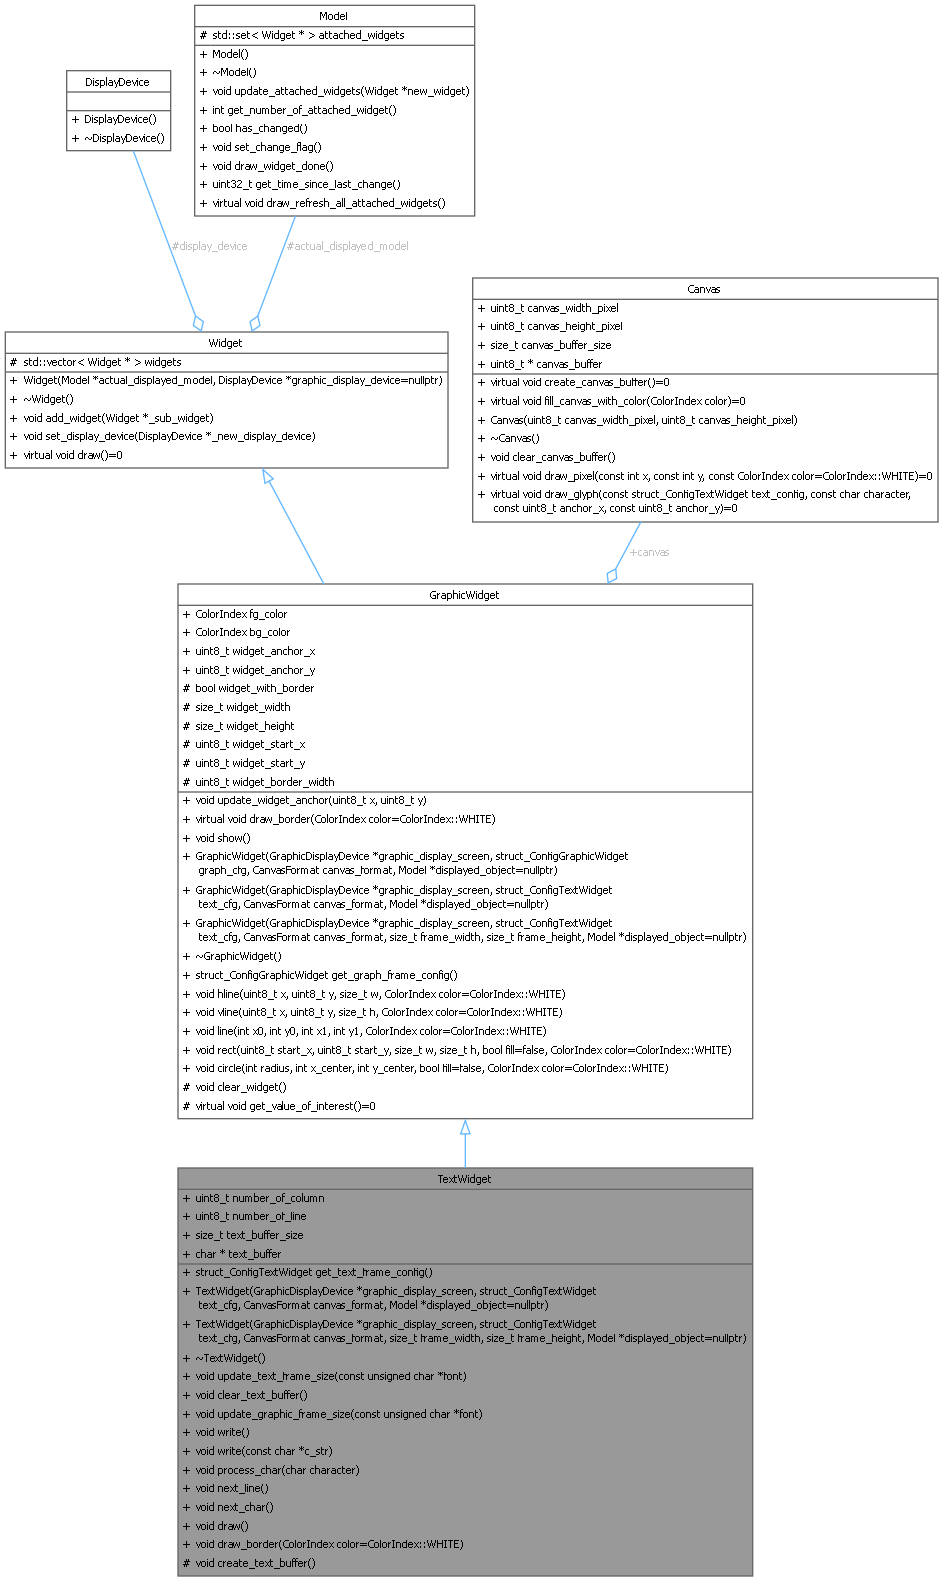 Model
# std::set< Widget * > attached_widgets
+ Model()
+ ~Model()
+ void update_attached_widgets(Widget *new_widget)
+ int get_number_of_attached_widget()
+ bool has_changed()
+ void set_change_flag()
+ void draw_widget_done()
+ uint32_t get_time_since_last_change()
+ virtual void draw_refresh_all_attached_widgets()
DisplayDevice
+ DisplayDevice()
+ ~DisplayDevice()
#display_device
#actual_displayed_model
Widget
# std::vector< Widget * > widgets
+ Widget(Model *actual_displayed_model, DisplayDevice *graphic_display_device=nullptr)
+ ~Widget()
+ void add_widget(Widget *_sub_widget)
+ void set_display_device(DisplayDevice *_new_display_device)
+ virtual void draw()=0
Canvas
+ uint8_t canvas_width_pixel
+ uint8_t canvas_height_pixel
+ size_t canvas_buffer_size
+ uint8_t * canvas_buffer
+ virtual void create_canvas_buffer()=0
+ virtual void fill_canvas_with_color(ColorIndex color)=0
+ Canvas(uint8_t canvas_width_pixel, uint8_t canvas_height_pixel)
+ ~Canvas()
+ void clear_canvas_buffer()
+ virtual void draw_pixel(const int x, const int y, const ColorIndex color=ColorIndex::WHITE)=0
+ virtual void draw_glyph(const struct_ConfigTextWidget text_config, const char character,
const uint8_t anchor_x, const uint8_t anchor_y)=0
+canvas
GraphicWidget
+ ColorIndex fg_color
+ ColorIndex bg_color
+ uint8_t widget_anchor_x
+ uint8_t widget_anchor_y
# bool widget_with_border
# size_t widget_width
# size_t widget_height
# uint8_t widget_start_x
# uint8_t widget_start_y
# uint8_t widget_border_width
+ void update_widget_anchor(uint8_t x, uint8_t y)
+ virtual void draw_border(ColorIndex color=ColorIndex::WHITE)
+ void show()
+ GraphicWidget(GraphicDisplayDevice *graphic_display_screen, struct_ConfigGraphicWidget
graph_cfg, CanvasFormat canvas_format, Model *displayed_object=nullptr)
+ GraphicWidget(GraphicDisplayDevice *graphic_display_screen, struct_ConfigTextWidget
text_cfg, CanvasFormat canvas_format, Model *displayed_object=nullptr)
+ GraphicWidget(GraphicDisplayDevice *graphic_display_screen, struct_ConfigTextWidget
text_cfg, CanvasFormat canvas_format, size_t frame_width, size_t frame_height, Model *displayed_object=nullptr)
+ ~GraphicWidget()
+ struct_ConfigGraphicWidget get_graph_frame_config()
+ void hline(uint8_t x, uint8_t y, size_t w, ColorIndex color=ColorIndex::WHITE)
+ void vline(uint8_t x, uint8_t y, size_t h, ColorIndex color=ColorIndex::WHITE)
+ void line(int x0, int y0, int x1, int y1, ColorIndex color=ColorIndex::WHITE)
+ void rect(uint8_t start_x, uint8_t start_y, size_t w, size_t h, bool fill=false, ColorIndex color=ColorIndex::WHITE)
+ void circle(int radius, int x_center, int y_center, bool fill=false, ColorIndex color=ColorIndex::WHITE)
# void clear_widget()
# virtual void get_value_of_interest()=0
TextWidget
+ uint8_t number_of_column
+ uint8_t number_of_line
+ size_t text_buffer_size
+ char * text_buffer
+ struct_ConfigTextWidget get_text_frame_config()
+ TextWidget(GraphicDisplayDevice *graphic_display_screen, struct_ConfigTextWidget
text_cfg, CanvasFormat canvas_format, Model *displayed_object=nullptr)
+ TextWidget(GraphicDisplayDevice *graphic_display_screen, struct_ConfigTextWidget
text_cfg, CanvasFormat canvas_format, size_t frame_width, size_t frame_height, Model *displayed_object=nullptr)
+ ~TextWidget()
+ void update_text_frame_size(const unsigned char *font)
+ void clear_text_buffer()
+ void update_graphic_frame_size(const unsigned char *font)
+ void write()
+ void write(const char *c_str)
+ void process_char(char character)
+ void next_line()
+ void next_char()
+ void draw()
+ void draw_border(ColorIndex color=ColorIndex::WHITE)
# void create_text_buffer()